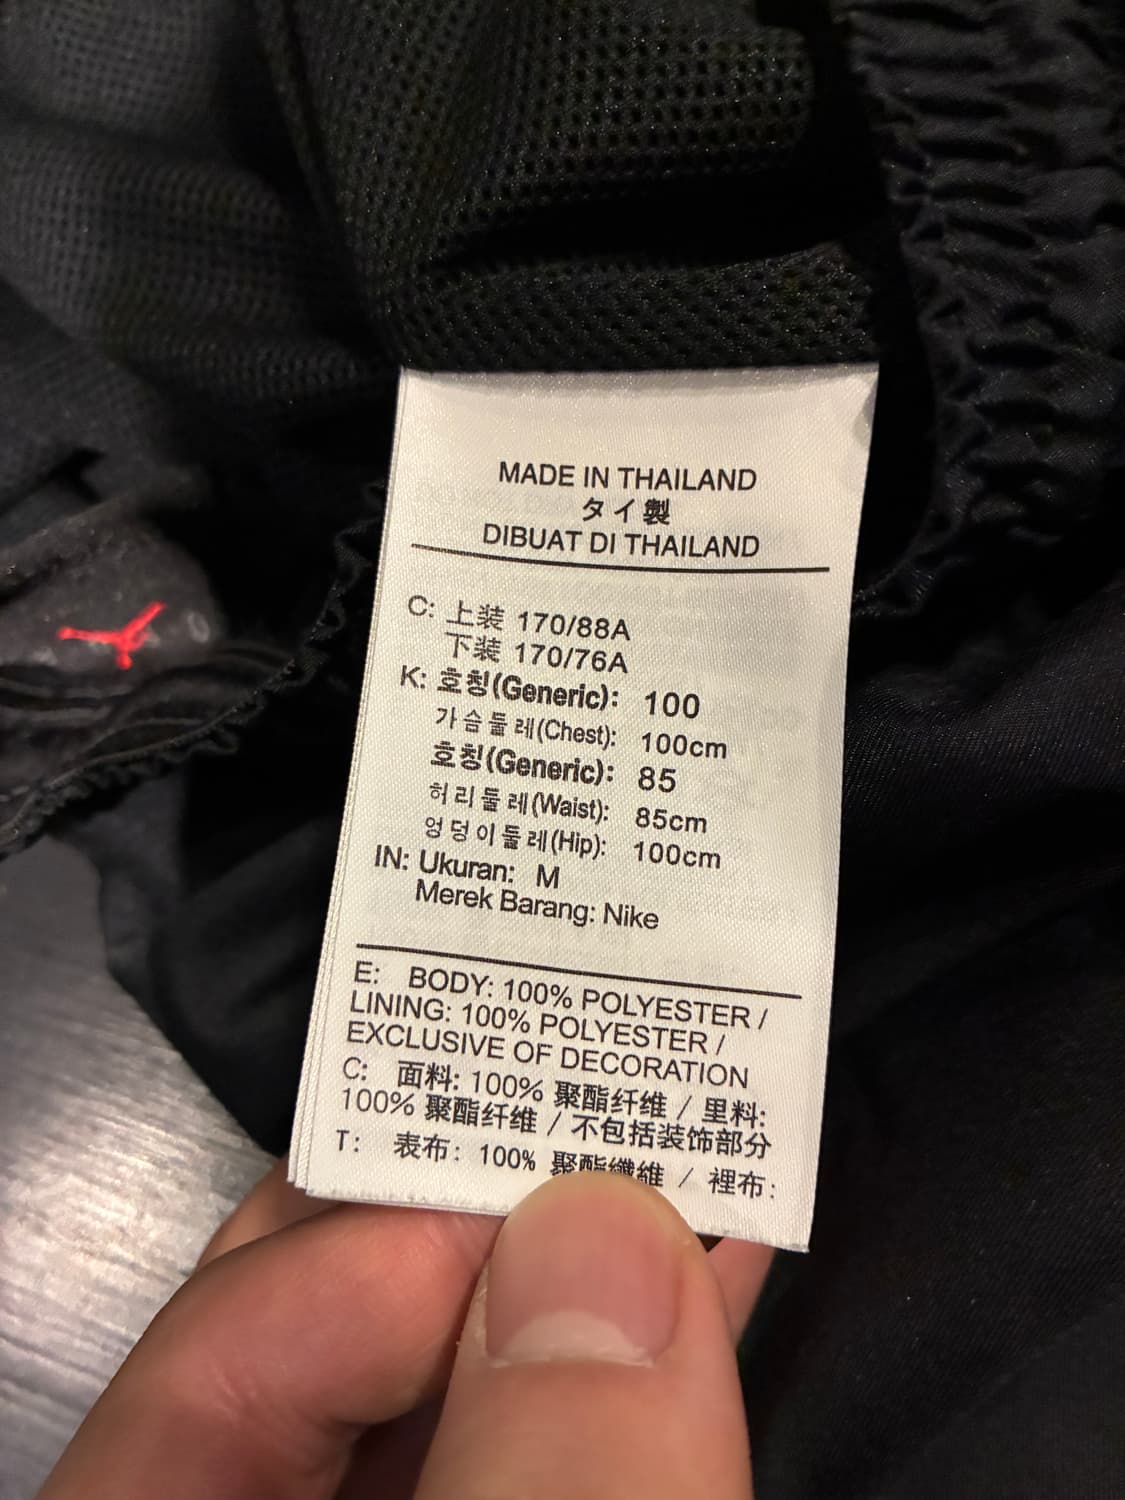 MADE IN THAILAND
タイ製
DIBUAT DI THAILAND
C: 上装 170/88A
下装 170/76A
K: 호칭(Generic): 100
가슴둘레(Chest): 100cm
호칭(Generic): 85
허리둘레(Waist): 85cm
엉덩이둘레(Hip): 100cm
IN: Ukuran: M
Merek Barang: Nike
E: BODY: 100% POLYESTER /
LINING: 100% POLYESTER /
EXCLUSIVE OF DECORATION
C: 面料: 100% 聚酯纤维 / 里料:
100% 聚酯纤维 / 不包括装饰部分
T: 表布: 100% 聚酯纖維 / 裡布: